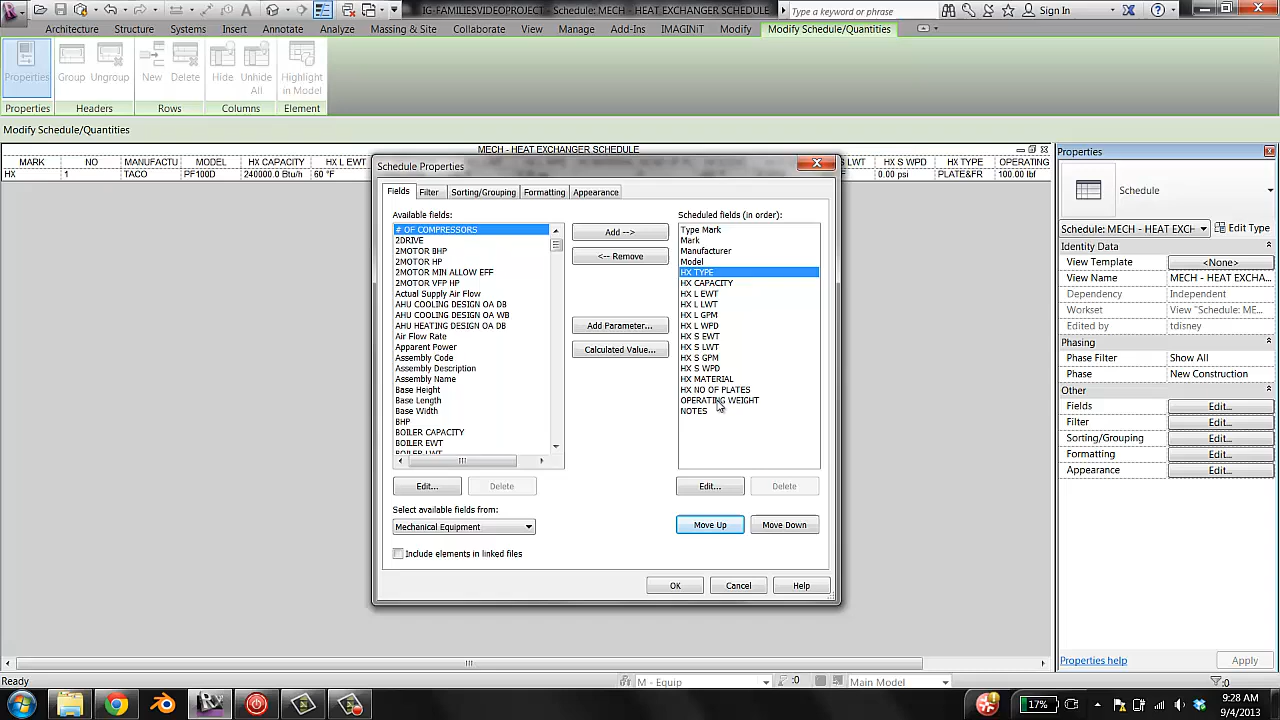 IG-FAMILIESVIDEOPROJECT - Schedule: MECH - HEAT EXCHANGER SCHEDULE
Type a keyword or phrase
Sign In
Architecture Structure Systems Insert Annotate Analyze Massing & Site Collaborate View Manage Add-Ins IMAGINiT Modify Modify Schedule/Quantities
Properties Group Ungroup New Delete Hide Unhide All Highlight in Model
Properties Headers Rows Columns Element
Modify Schedule/Quantities
MECH - HEAT EXCHANGER SCHEDULE
MARK NO MANUFACTU MODEL HX CAPACITY HX L EWT
LWT HX S WPD HX TYPE OPERATING
HX 1 TACO PF100D 240000.0 Btu/h 60 °F
0.00 psi PLATE&FR 100.00 lbf
Schedule Properties
Fields Filter Sorting/Grouping Formatting Appearance
Available fields:
# OF COMPRESSORS
2DRIVE
2MOTOR BHP
2MOTOR HP
2MOTOR MIN ALLOW EFF
2MOTOR VFP HP
Actual Supply Air Flow
AHU COOLING DESIGN OA DB
AHU COOLING DESIGN OA WB
AHU HEATING DESIGN OA DB
Air Flow Rate
Apparent Power
Assembly Code
Assembly Description
Assembly Name
Base Height
Base Length
Base Width
BHP
BOILER CAPACITY
BOILER EWT
BOILER LWT
Edit...
Delete
Select available fields from:
Mechanical Equipment
Include elements in linked files
Add -->
<-- Remove
Add Parameter...
Calculated Value...
Scheduled fields (in order):
Type Mark
Mark
Manufacturer
Model
HX TYPE
HX CAPACITY
HX L EWT
HX L LWT
HX L GPM
HX L WPD
HX S EWT
HX S LWT
HX S GPM
HX S WPD
HX MATERIAL
HX NO OF PLATES
OPERATING WEIGHT
NOTES
Edit...
Delete
Move Up
Move Down
OK
Cancel
Help
Properties
Schedule
Schedule: MECH - HEAT EXCH
Edit Type
Identity Data
View Template <None>
View Name MECH - HEAT EXCHA...
Dependency Independent
Workset View "Schedule: ME...
Edited by tdisney
Phasing
Phase Filter Show All
Phase New Construction
Other
Fields Edit...
Filter Edit...
Sorting/Grouping Edit...
Formatting Edit...
Appearance Edit...
Properties help
Apply
Ready
M - Equip
:0
Main Model
:0
17%
9:28 AM
9/4/2013